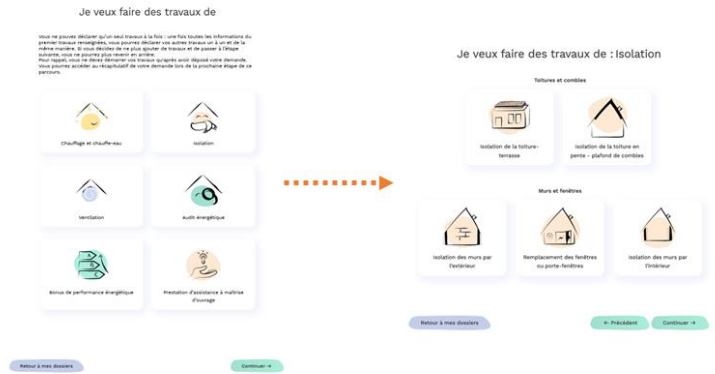 Je veux faire des travaux de
Vous ne pouvez déclarer qu'un seul travaux à la fois : une fois toutes les informations du
premier travaux renseignées, vous pourrez déclarer vos autres travaux un à un et de la
même manière. Si vous décidez de ne plus ajouter de travaux et de passer à l'étape
suivante, vous ne pourrez plus revenir en arrière.
Pour rappel, vous ne devez démarrer vos travaux qu'après avoir déposé votre demande.
Vous pourrez accéder au récapitulatif de votre demande lors de la prochaine étape de ce
parcours.
Chauffage et chauffe-eau
Isolation
Ventilation
Audit énergétique
Bonus de performance énergétique
Prestation d'assistance à maîtrise
d'ouvrage
Retour à mes dossiers
Continuer →
Je veux faire des travaux de : Isolation
Toitures et combles
Isolation de la toiture-
terrasse
Isolation de la toiture en
pente - plafond de combles
Murs et fenêtres
Isolation des murs par
l'extérieur
Remplacement des fenêtres
ou porte-fenêtres
Isolation des murs par
l'intérieur
Retour à mes dossiers
← Précédent
Continuer →